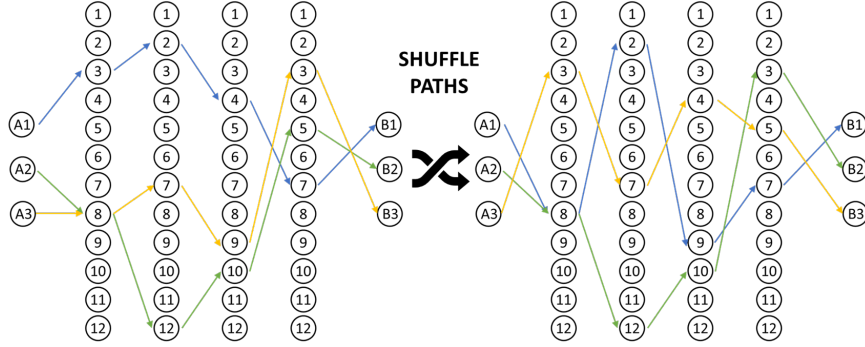 1 1 1 1 1 1 1 1
2 2 2 2 2 2 2 2
3 3 3 3 3 3 3 3
SHUFFLE
PATHS
4 4 4 4 4 4 4 4
A1 5 5 5 5 B1 A1 5 5 5 5 B1
6 6 6 6 6 6 6 6
A2 B2 A2 B2
7 7 7 7 7 7 7 7
A3 8 8 8 8 B3 A3 8 8 8 8 B3
9 9 9 9 9 9 9 9
10 10 10 10 10 10 10 10
11 11 11 11 11 11 11 11
12 12 12 12 12 12 12 12